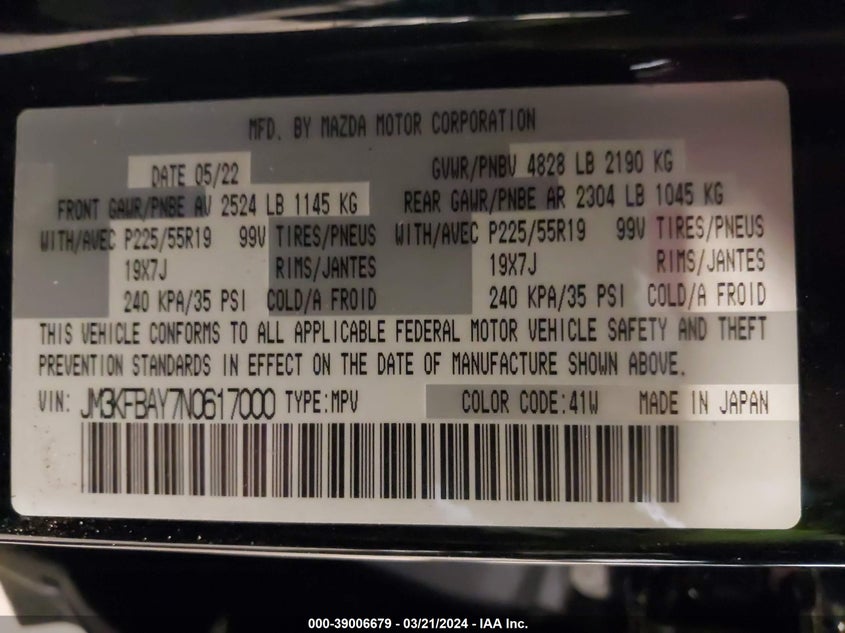 MFD. BY MAZDA MOTOR CORPORATION
DATE 05/22 GVWR/PNBV 4828 LB 2190 KG
FRONT GAWR/PNBE AV 2524 LB 1145 KG REAR GAWR/PNBE AR 2304 LB 1045 KG
WITH/AVEC P225/55R19 99V TIRES/PNEUS WITH/AVEC P225/55R19 99V TIRES/PNEUS
19X7J RIMS/JANTES 19X7J RIMS/JANTES
240 KPA/35 PSI COLD/A FROID 240 KPA/35 PSI COLD/A FROID
THIS VEHICLE CONFORMS TO ALL APPLICABLE FEDERAL MOTOR VEHICLE SAFETY AND THEFT
PREVENTION STANDARDS IN EFFECT ON THE DATE OF MANUFACTURE SHOWN ABOVE.
VIN: JM3KFBAY7N0617000 TYPE:MPV COLOR CODE:41W MADE IN JAPAN
000-39006679 - 03/21/2024 - IAA Inc.